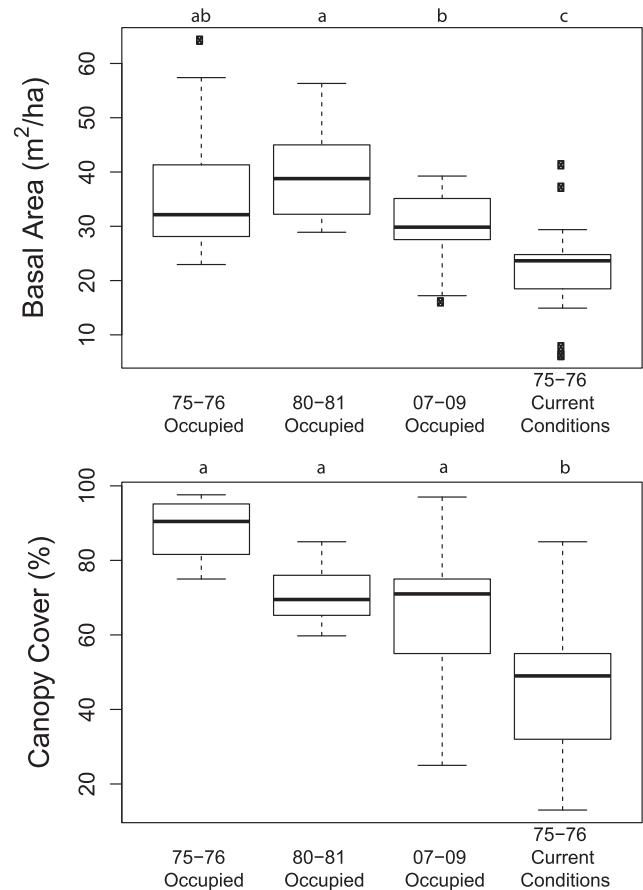 ab a b c
Basal Area (m²/ha)
60
50
40
30
20
10
75−76 Occupied
80−81 Occupied
07−09 Occupied
75−76 Current Conditions
a a a b
Canopy Cover (%)
100
80
60
40
20
75−76 Occupied
80−81 Occupied
07−09 Occupied
75−76 Current Conditions